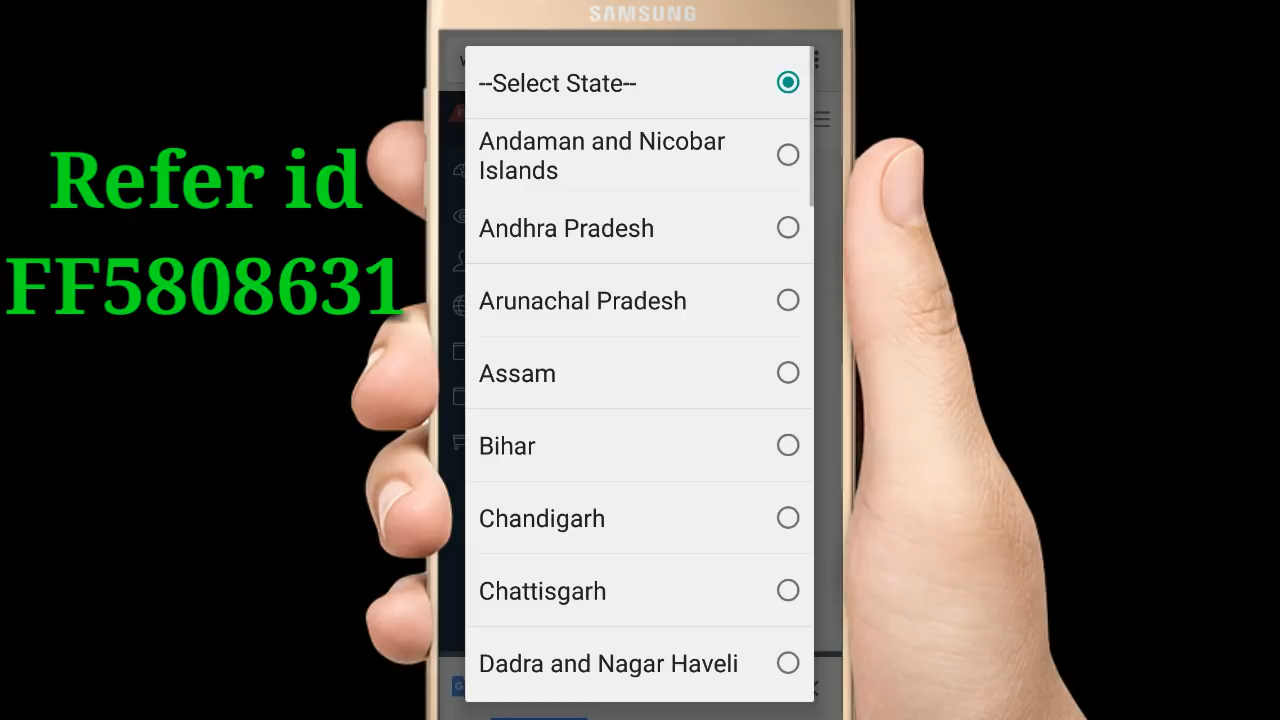 SAMSUNG
Refer id
FF5808631
--Select State--
Andaman and Nicobar
Islands
Andhra Pradesh
Arunachal Pradesh
Assam
Bihar
Chandigarh
Chattisgarh
Dadra and Nagar Haveli